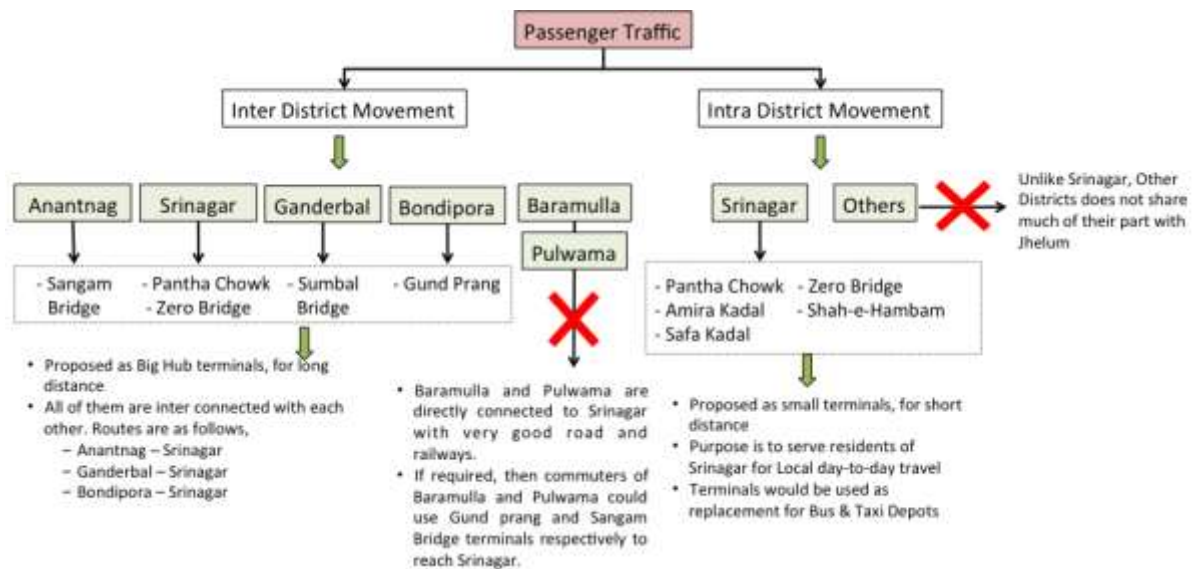 Passenger Traffic
Inter District Movement
Intra District Movement
Anantnag
Srinagar
Ganderbal
Bondipora
Baramulla
Pulwama
Srinagar
Others
Unlike Srinagar, Other
Districts does not share
much of their part with
Jhelum
- Sangam
Bridge
- Pantha Chowk
- Zero Bridge
- Sumbal
Bridge
- Gund Prang
- Pantha Chowk
- Amira Kadal
- Safa Kadal
- Zero Bridge
- Shah-e-Hambam
• Proposed as Big Hub terminals, for long
distance
• All of them are inter connected with each
other. Routes are as follows,
– Anantnag – Srinagar
– Ganderbal – Srinagar
– Bondipora – Srinagar
• Baramulla and Pulwama are
directly connected to Srinagar
with very good road and
railways.
• If required, then commuters of
Baramulla and Pulwama could
use Gund prang and Sangam
Bridge terminals respectively to
reach Srinagar.
• Proposed as small terminals, for short
distance
• Purpose is to serve residents of
Srinagar for Local day-to-day travel
• Terminals would be used as
replacement for Bus & Taxi Depots